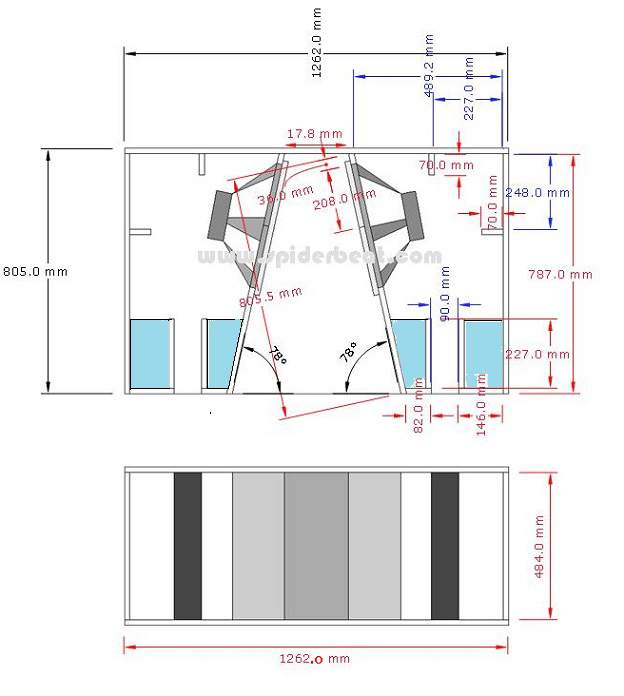 1262.0 mm
489.2 mm
227.0 mm
17.8 mm
70.0 mm
36.0 mm
208.0 mm
248.0 mm
70.0 mm
www.spiderbeat.com
805.0 mm
787.0 mm
805.5 mm
90.0 mm
78°
78°
227.0 mm
82.0 mm
146.0 mm
484.0 mm
1262.0 mm